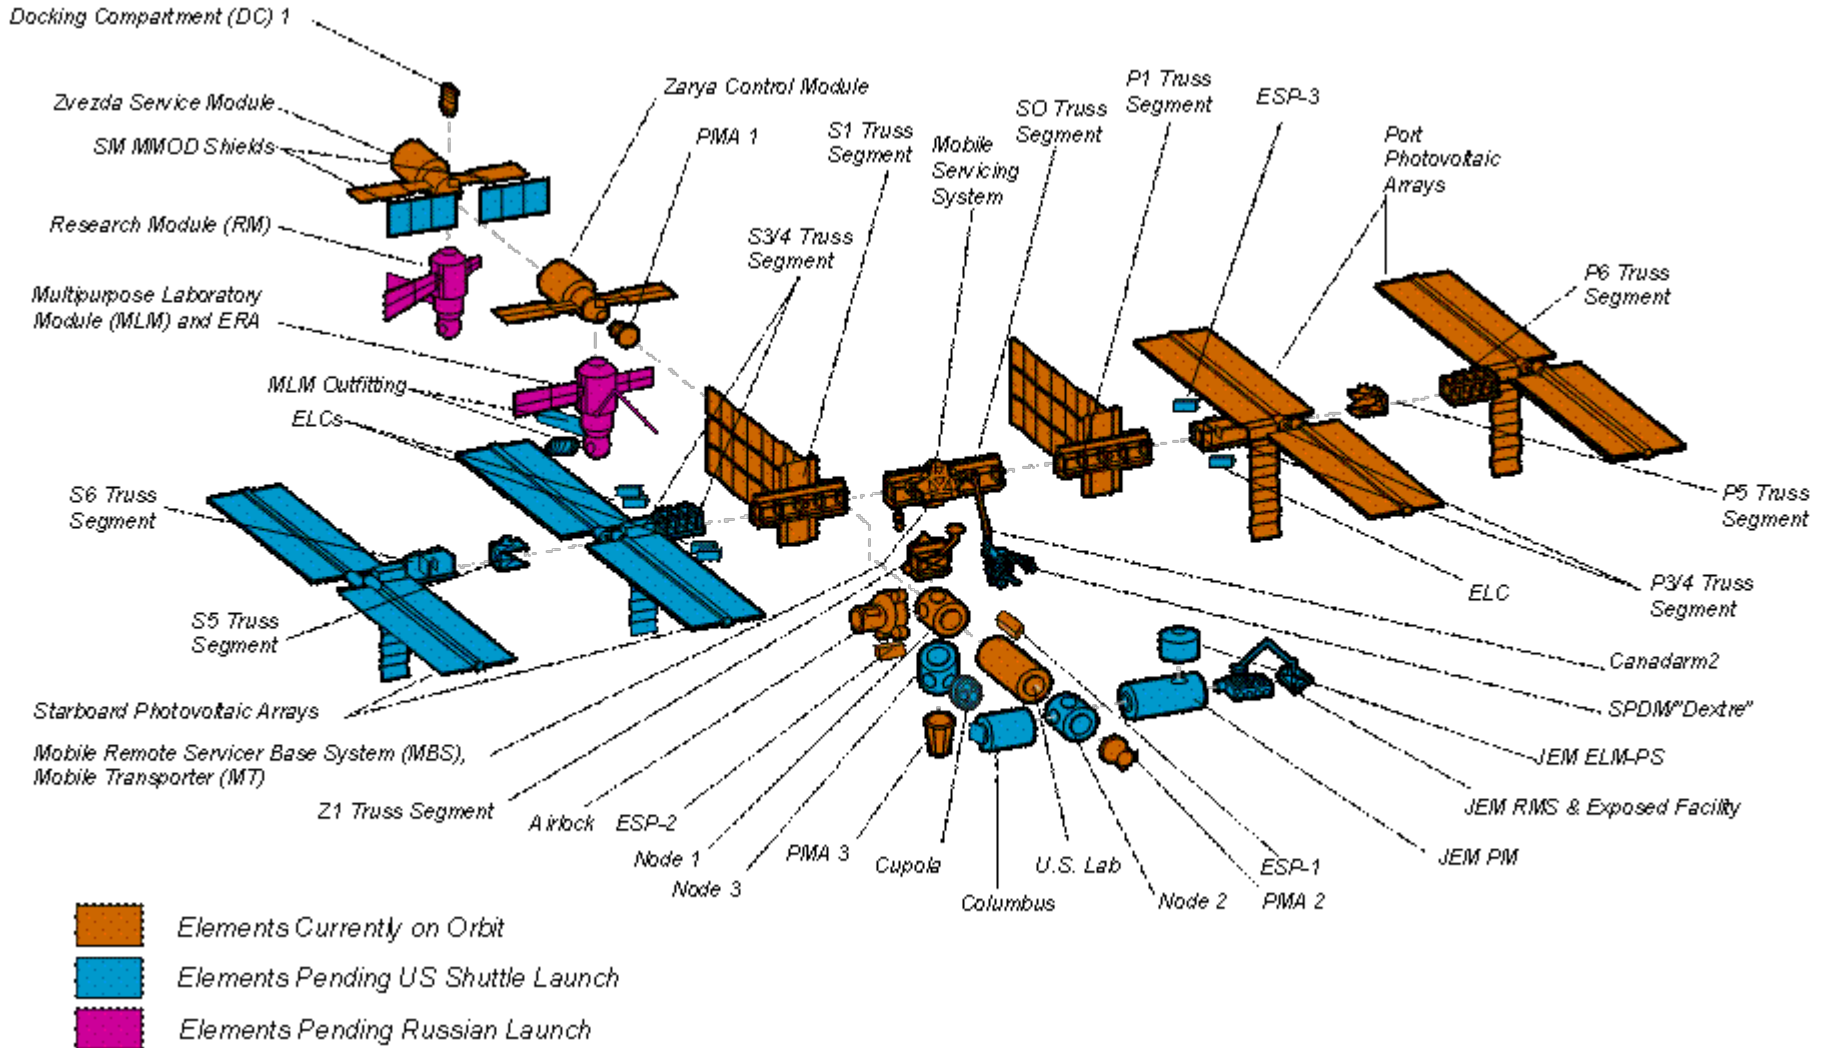 Docking Compartment (DC) 1
Zvezda Service Module
SM MMOD Shields
Research Module (RM)
Multipurpose Laboratory
Module (MLM) and ERA
MLM Outfitting
ELCs
S6 Truss
Segment
S5 Truss
Segment
Starboard Photovoltaic Arrays
Mobile Remote Servicer Base System (MBS),
Mobile Transporter (MT)
Z1 Truss Segment
Airlock
ESP-2
Node 1
Node 3
PMA 3
Cupola
Columbus
U.S. Lab
Node 2
ESP-1
PMA 2
JEM PM
JEM RMS & Exposed Facility
JEM ELM-PS
SPDM/"Dextre"
Canadarm2
ELC
P3/4 Truss
Segment
P5 Truss
Segment
P6 Truss
Segment
Port
Photovoltaic
Arrays
ESP-3
P1 Truss
Segment
SO Truss
Segment
Mobile
Servicing
System
S1 Truss
Segment
S3/4 Truss
Segment
PMA 1
Zarya Control Module
Elements Currently on Orbit
Elements Pending US Shuttle Launch
Elements Pending Russian Launch